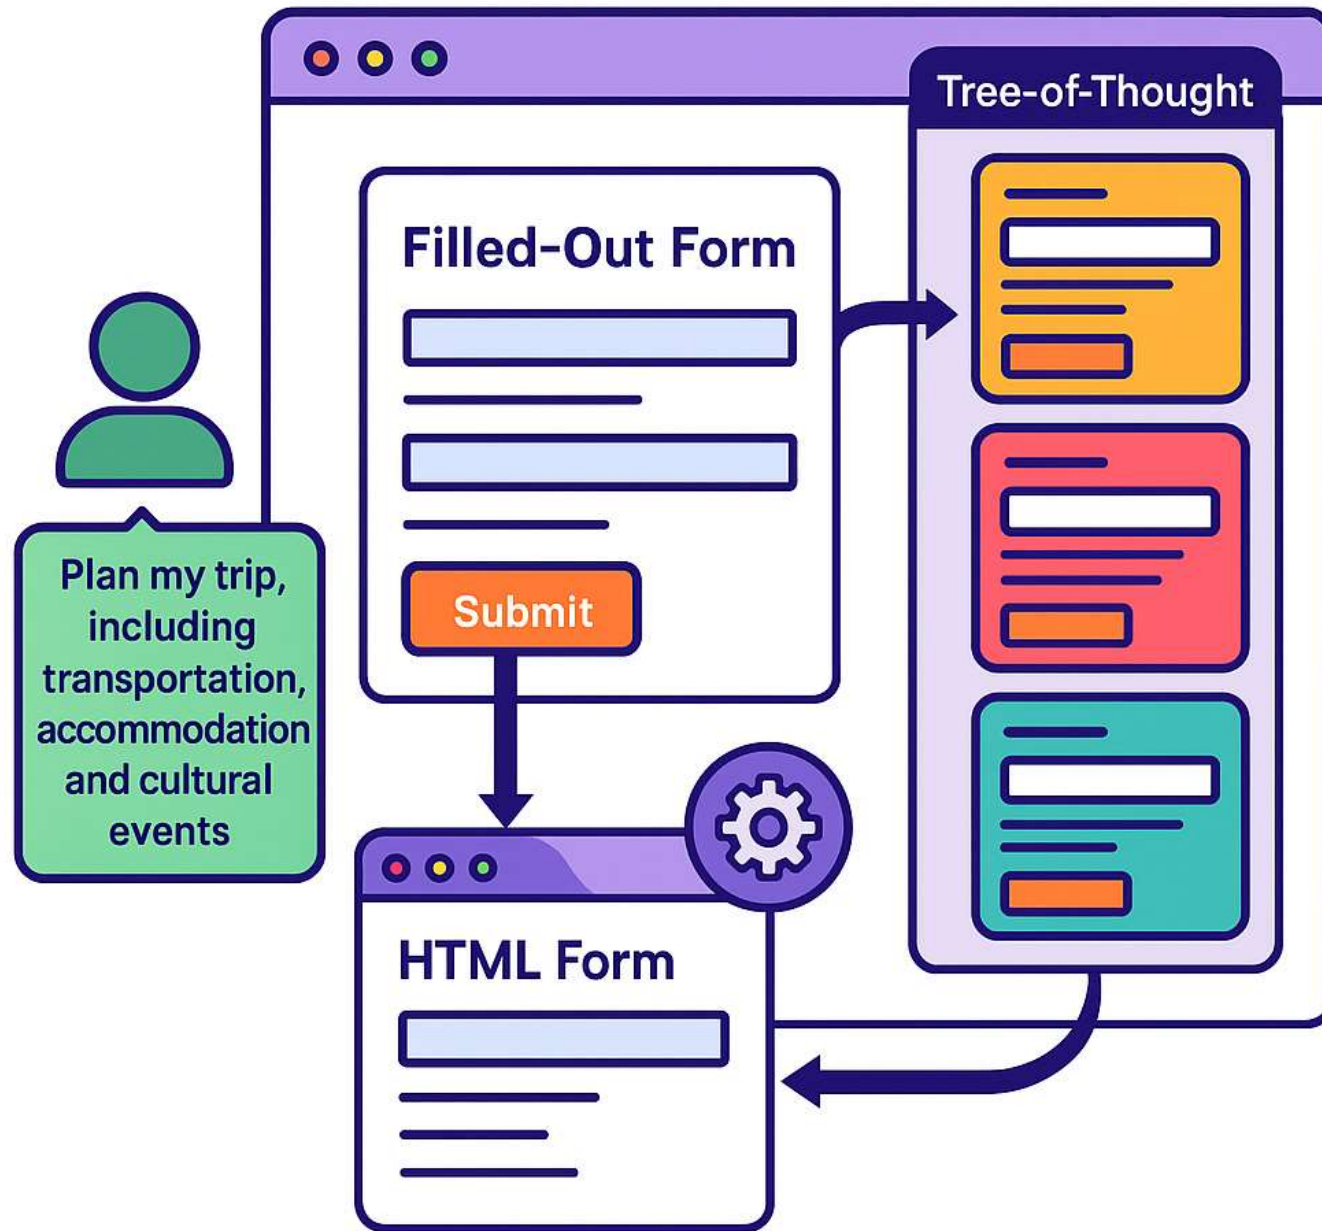 Tree-of-Thought
Filled-Out Form
Submit
Plan my trip,
including
transportation,
accommodation
and cultural
events
HTML Form